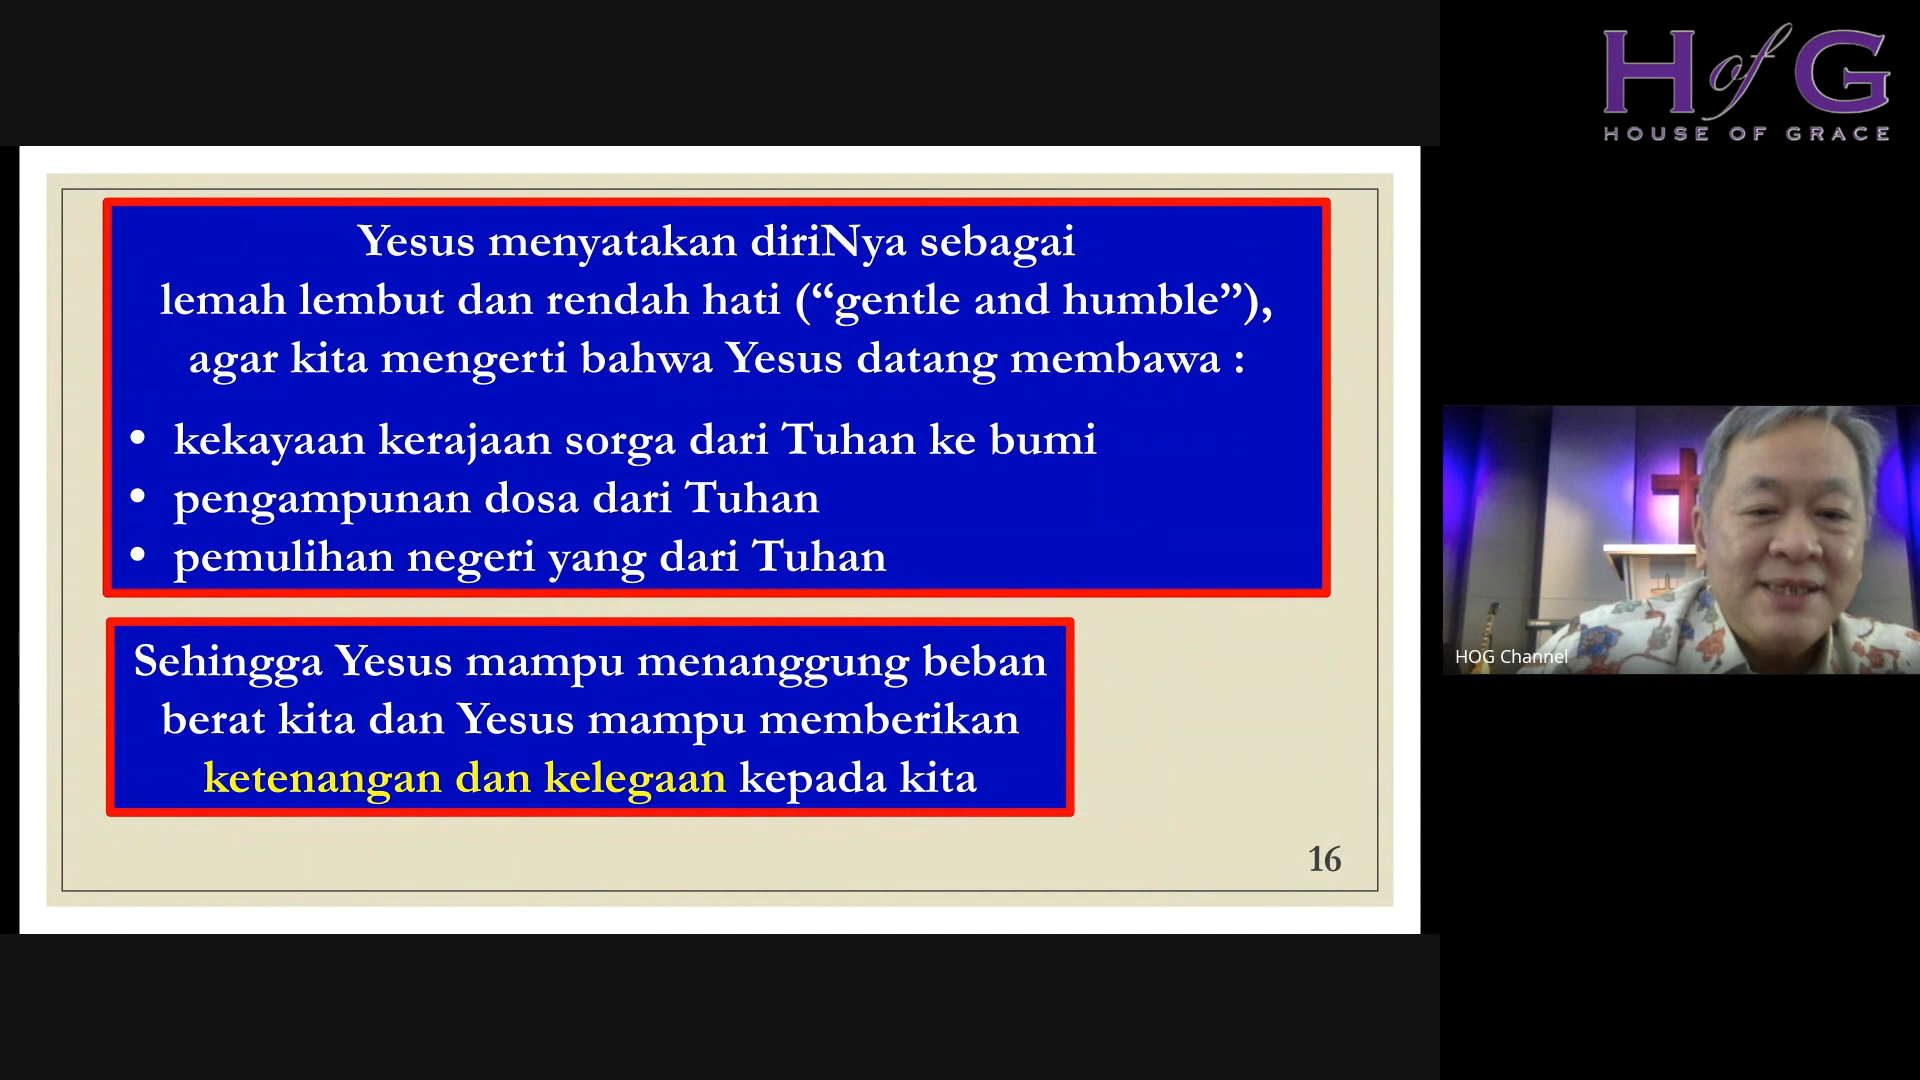 H of G
HOUSE OF GRACE
Yesus menyatakan diriNya sebagai
lemah lembut dan rendah hati (“gentle and humble”),
agar kita mengerti bahwa Yesus datang membawa :
• kekayaan kerajaan sorga dari Tuhan ke bumi
• pengampunan dosa dari Tuhan
• pemulihan negeri yang dari Tuhan
Sehingga Yesus mampu menanggung beban
berat kita dan Yesus mampu memberikan
ketenangan dan kelegaan kepada kita
16
HOG Channel